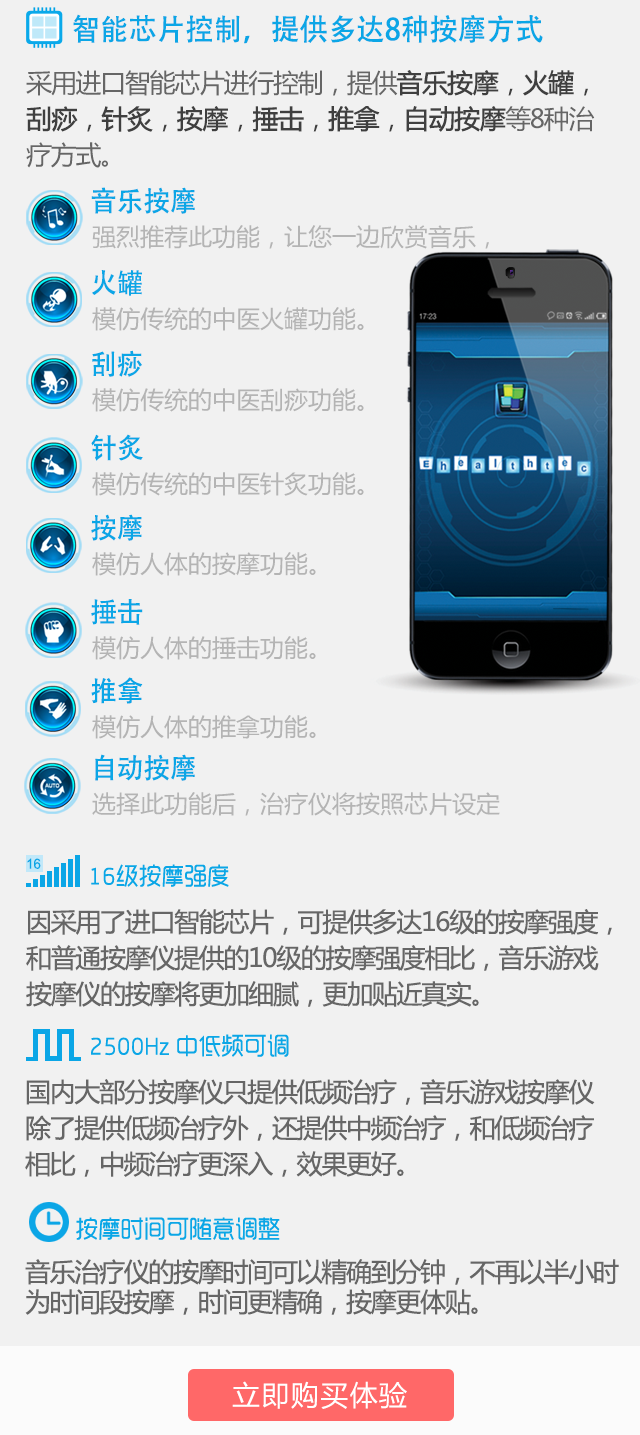 智能芯片控制，提供多达8种按摩方式
采用进口智能芯片进行控制，提供音乐按摩，火罐，
刮痧，针炙，按摩，捶击，推拿，自动按摩等8种治
疗方式。
音乐按摩
强烈推荐此功能，让您一边欣赏音乐，
火罐
模仿传统的中医火罐功能。
刮痧
模仿传统的中医刮痧功能。
针炙
模仿传统的中医针炙功能。
按摩
模仿人体的按摩功能。
捶击
模仿人体的捶击功能。
推拿
模仿人体的推拿功能。
AUTO
自动按摩
选择此功能后，治疗仪将按照芯片设定
17:23
Ehealthtec
16
16级按摩强度
因采用了进口智能芯片，可提供多达16级的按摩强度，
和普通按摩仪提供的10级的按摩强度相比，音乐游戏
按摩仪的按摩将更加细腻，更加贴近真实。
2500Hz 中低频可调
国内大部分按摩仪只提供低频治疗，音乐游戏按摩仪
除了提供低频治疗外，还提供中频治疗，和低频治疗
相比，中频治疗更深入，效果更好。
按摩时间可随意调整
音乐治疗仪的按摩时间可以精确到分钟，不再以半小时
为时间段按摩，时间更精确，按摩更体贴。
立即购买体验